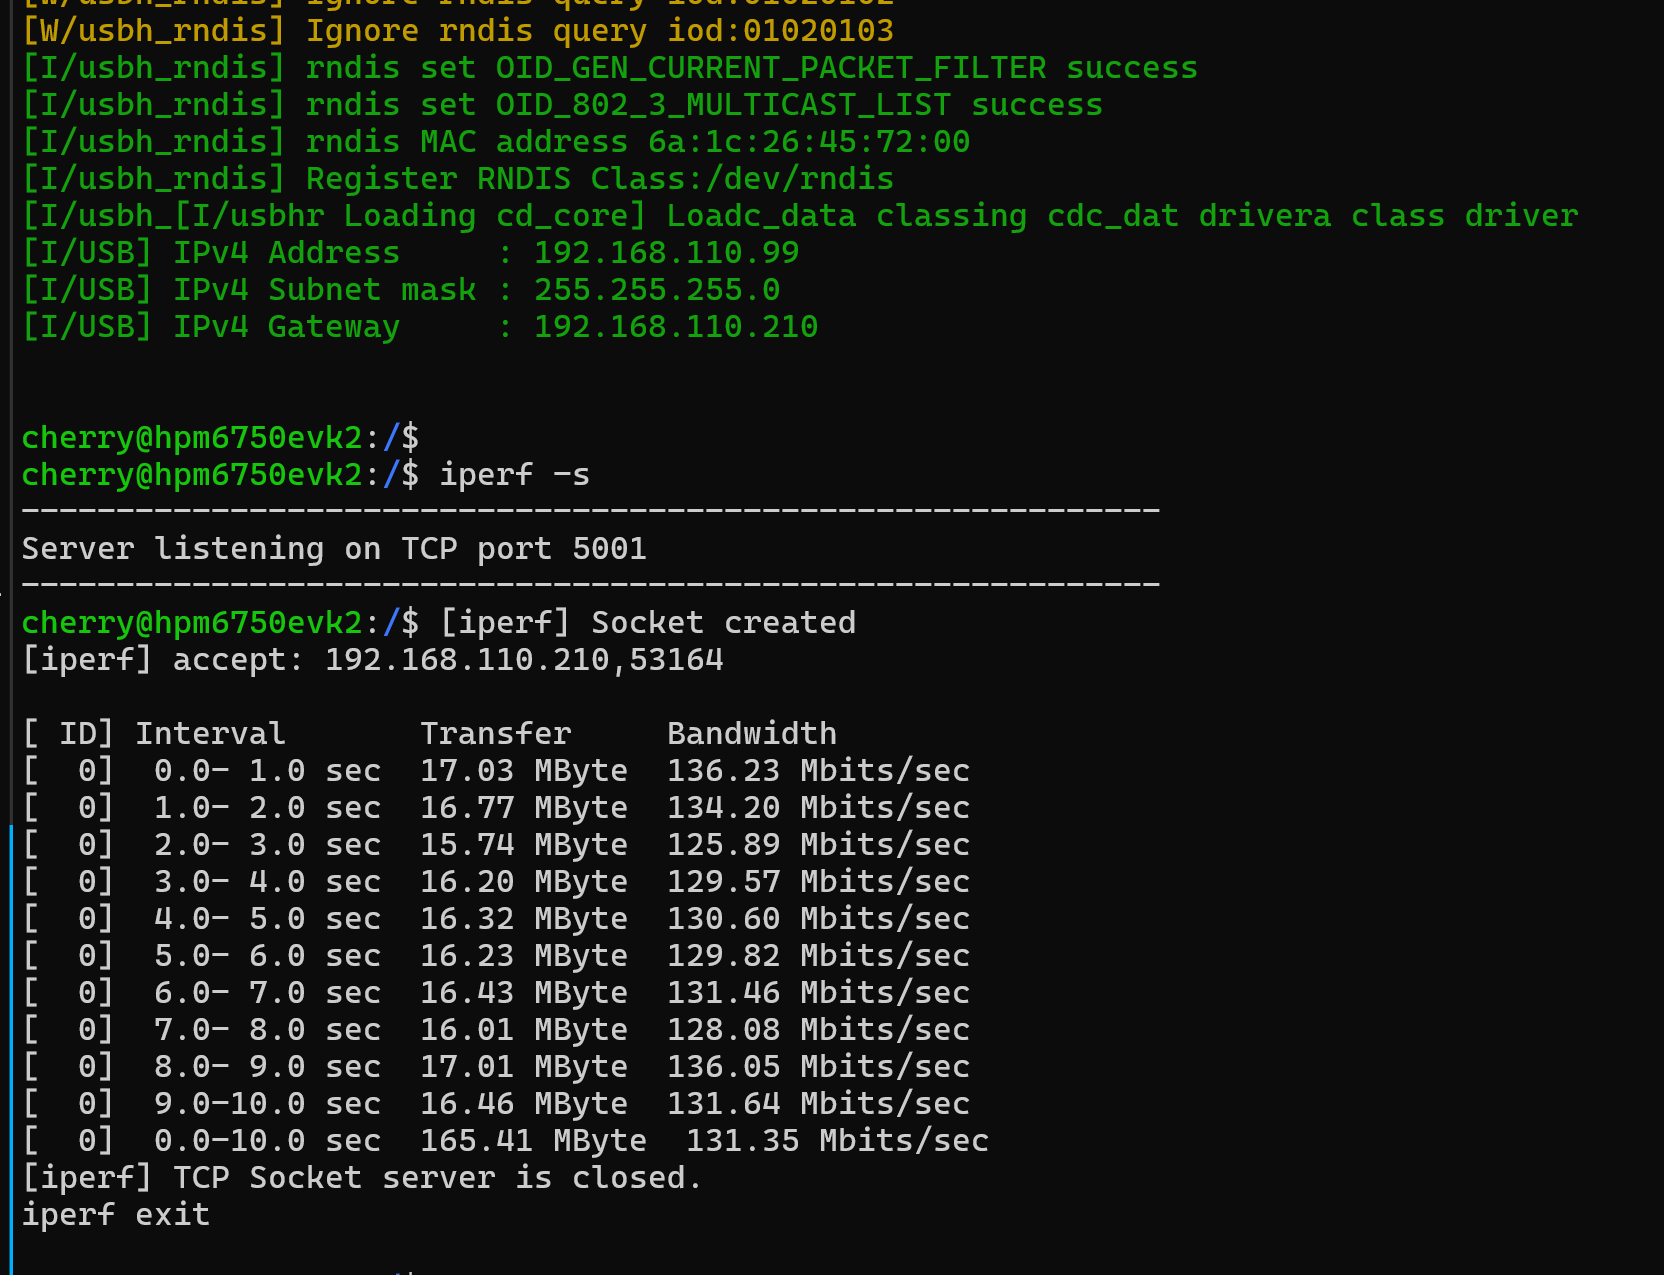 [W/usbh_rndis] Ignore rndis query iod:01020102
[W/usbh_rndis] Ignore rndis query iod:01020103
[I/usbh_rndis] rndis set OID_GEN_CURRENT_PACKET_FILTER success
[I/usbh_rndis] rndis set OID_802_3_MULTICAST_LIST success
[I/usbh_rndis] rndis MAC address 6a:1c:26:45:72:00
[I/usbh_rndis] Register RNDIS Class:/dev/rndis
[I/usbh_[I/usbhr Loading cd_core] Loadc_data classing cdc_dat drivera class driver
[I/USB] IPv4 Address     : 192.168.110.99
[I/USB] IPv4 Subnet mask : 255.255.255.0
[I/USB] IPv4 Gateway     : 192.168.110.210
cherry@hpm6750evk2:/$
cherry@hpm6750evk2:/$ iperf -s
------------------------------------------------------------
Server listening on TCP port 5001
------------------------------------------------------------
cherry@hpm6750evk2:/$ [iperf] Socket created
[iperf] accept: 192.168.110.210,53164
[ ID] Interval       Transfer     Bandwidth
[  0]  0.0- 1.0 sec  17.03 MByte  136.23 Mbits/sec
[  0]  1.0- 2.0 sec  16.77 MByte  134.20 Mbits/sec
[  0]  2.0- 3.0 sec  15.74 MByte  125.89 Mbits/sec
[  0]  3.0- 4.0 sec  16.20 MByte  129.57 Mbits/sec
[  0]  4.0- 5.0 sec  16.32 MByte  130.60 Mbits/sec
[  0]  5.0- 6.0 sec  16.23 MByte  129.82 Mbits/sec
[  0]  6.0- 7.0 sec  16.43 MByte  131.46 Mbits/sec
[  0]  7.0- 8.0 sec  16.01 MByte  128.08 Mbits/sec
[  0]  8.0- 9.0 sec  17.01 MByte  136.05 Mbits/sec
[  0]  9.0-10.0 sec  16.46 MByte  131.64 Mbits/sec
[  0]  0.0-10.0 sec  165.41 MByte  131.35 Mbits/sec
[iperf] TCP Socket server is closed.
iperf exit